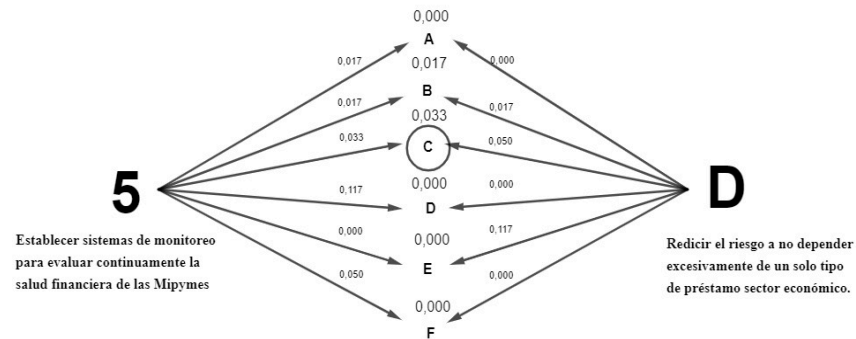 0,000
A
0,017
0,017
0,000
B
0,017
0,017
0,033
0,033
C
0,050
0,000
0,117
0,000
D
5
D
Establecer sistemas de monitoreo
para evaluar continuamente la
salud financiera de las Mipymes
Redicir el riesgo a no depender
excesivamente de un solo tipo
de préstamo sector económico.
0,000
0,000
0,117
E
0,050
0,000
0,000
F